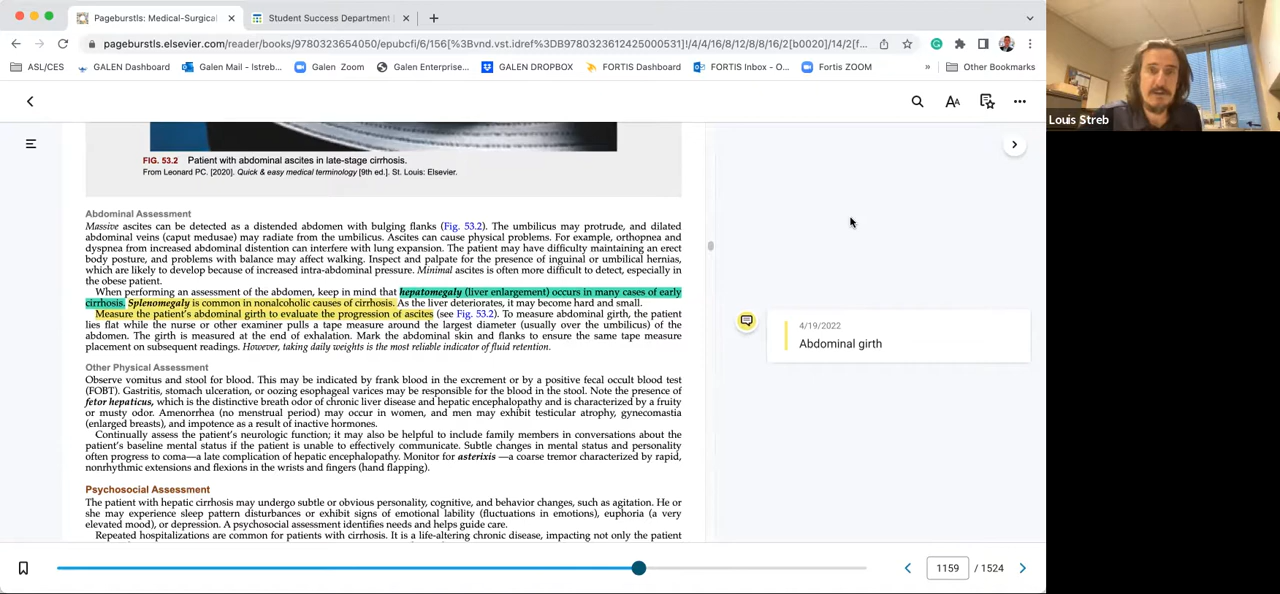 Pageburstls: Medical-Surgical
Student Success Department
pageburstls.elsevier.com/reader/books/9780323654050/epubcfi/6/156[%3Bvnd.vst.idref%3DB9780323612425000531]!/4/4/16/8/12/8/8/16/2[b0020]/14/2[f...
ASL/CES
GALEN Dashboard
Galen Mail - lstreb...
Galen Zoom
Galen Enterprise...
GALEN DROPBOX
FORTIS Dashboard
FORTIS Inbox - O...
Fortis ZOOM
»
Other Bookmarks
Louis Streb
AA
FIG. 53.2 Patient with abdominal ascites in late-stage cirrhosis.
From Leonard PC. [2020]. Quick & easy medical terminology [9th ed.]. St. Louis: Elsevier.
Abdominal Assessment
Massive ascites can be detected as a distended abdomen with bulging flanks (Fig. 53.2). The umbilicus may protrude, and dilated
abdominal veins (caput medusae) may radiate from the umbilicus. Ascites can cause physical problems. For example, orthopnea and
dyspnea from increased abdominal distention can interfere with lung expansion. The patient may have difficulty maintaining an erect
body posture, and problems with balance may affect walking. Inspect and palpate for the presence of inguinal or umbilical hernias,
which are likely to develop because of increased intra-abdominal pressure. Minimal ascites is often more difficult to detect, especially in
the obese patient.
When performing an assessment of the abdomen, keep in mind that hepatomegaly (liver enlargement) occurs in many cases of early
cirrhosis. Splenomegaly is common in nonalcoholic causes of cirrhosis. As the liver deteriorates, it may become hard and small.
Measure the patient's abdominal girth to evaluate the progression of ascites (see Fig. 53.2). To measure abdominal girth, the patient
lies flat while the nurse or other examiner pulls a tape measure around the largest diameter (usually over the umbilicus) of the
abdomen. The girth is measured at the end of exhalation. Mark the abdominal skin and flanks to ensure the same tape measure
placement on subsequent readings. However, taking daily weights is the most reliable indicator of fluid retention.
4/19/2022
Abdominal girth
Other Physical Assessment
Observe vomitus and stool for blood. This may be indicated by frank blood in the excrement or by a positive fecal occult blood test
(FOBT). Gastritis, stomach ulceration, or oozing esophageal varices may be responsible for the blood in the stool. Note the presence of
fetor hepaticus, which is the distinctive breath odor of chronic liver disease and hepatic encephalopathy and is characterized by a fruity
or musty odor. Amenorrhea (no menstrual period) may occur in women, and men may exhibit testicular atrophy, gynecomastia
(enlarged breasts), and impotence as a result of inactive hormones.
Continually assess the patient's neurologic function; it may also be helpful to include family members in conversations about the
patient's baseline mental status if the patient is unable to effectively communicate. Subtle changes in mental status and personality
often progress to coma—a late complication of hepatic encephalopathy. Monitor for asterixis —a coarse tremor characterized by rapid,
nonrhythmic extensions and flexions in the wrists and fingers (hand flapping).
Psychosocial Assessment
The patient with hepatic cirrhosis may undergo subtle or obvious personality, cognitive, and behavior changes, such as agitation. He or
she may experience sleep pattern disturbances or exhibit signs of emotional lability (fluctuations in emotions), euphoria (a very
elevated mood), or depression. A psychosocial assessment identifies needs and helps guide care.
Repeated hospitalizations are common for patients with cirrhosis. It is a life-altering chronic disease, impacting not only the patient
1159 / 1524